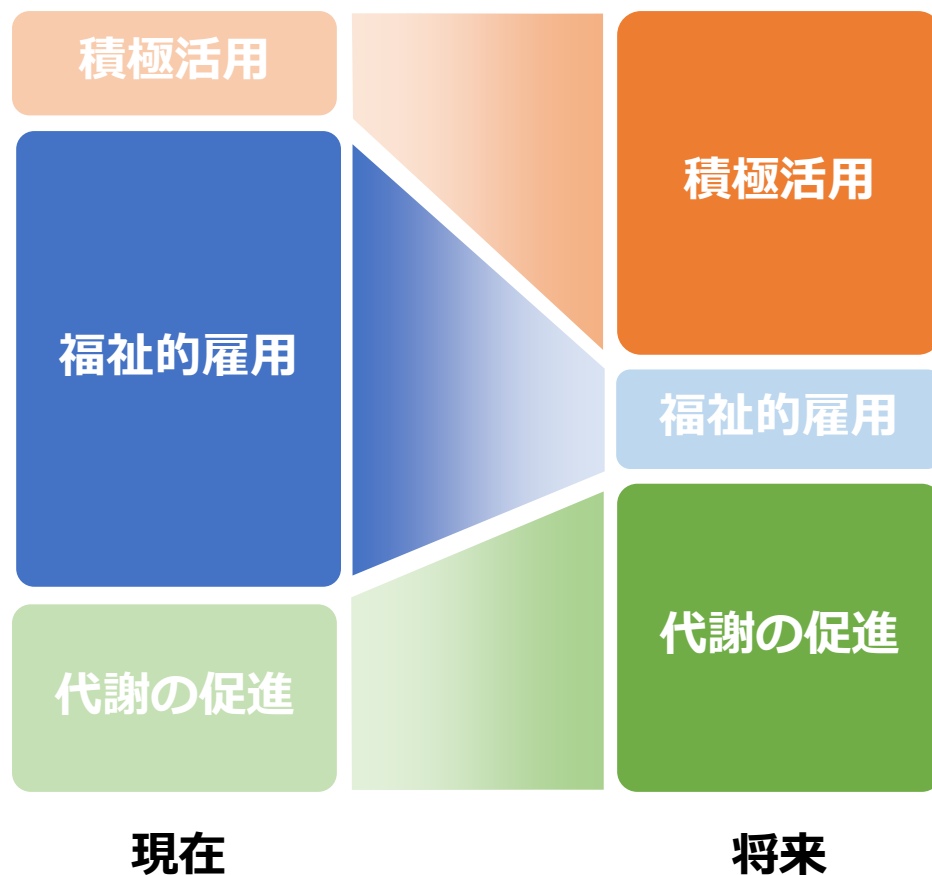 積極活用
福祉的雇用
代謝の促進
現在
積極活用
福祉的雇用
代謝の促進
将来